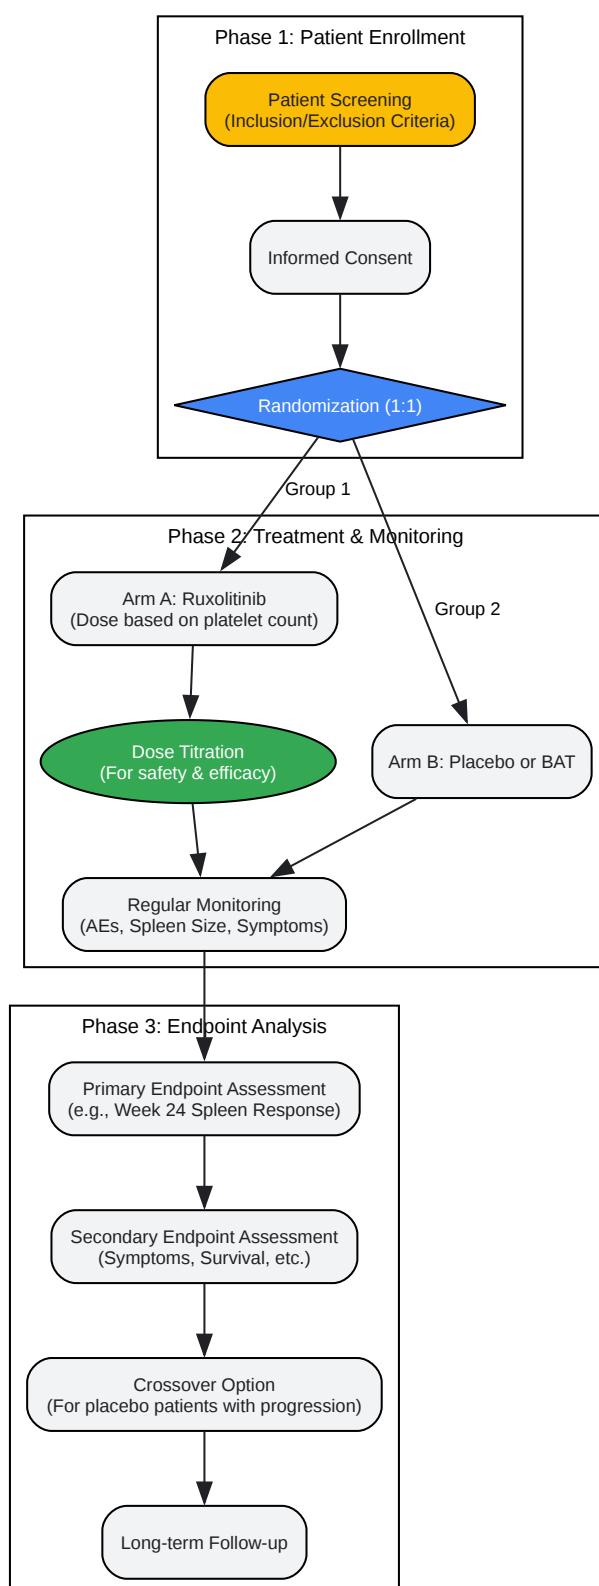 Phase 1: Patient Enrollment
Patient Screening
(Inclusion/Exclusion Criteria)
Informed Consent
Randomization (1:1)
Group 1
Phase 2: Treatment & Monitoring
Arm A: Ruxolitinib
(Dose based on platelet count)
Group 2
Dose Titration
(For safety & efficacy)
Arm B: Placebo or BAT
Regular Monitoring
(AEs, Spleen Size, Symptoms)
Phase 3: Endpoint Analysis
Primary Endpoint Assessment
(e.g., Week 24 Spleen Response)
Secondary Endpoint Assessment
(Symptoms, Survival, etc.)
Crossover Option
(For placebo patients with progression)
Long-term Follow-up